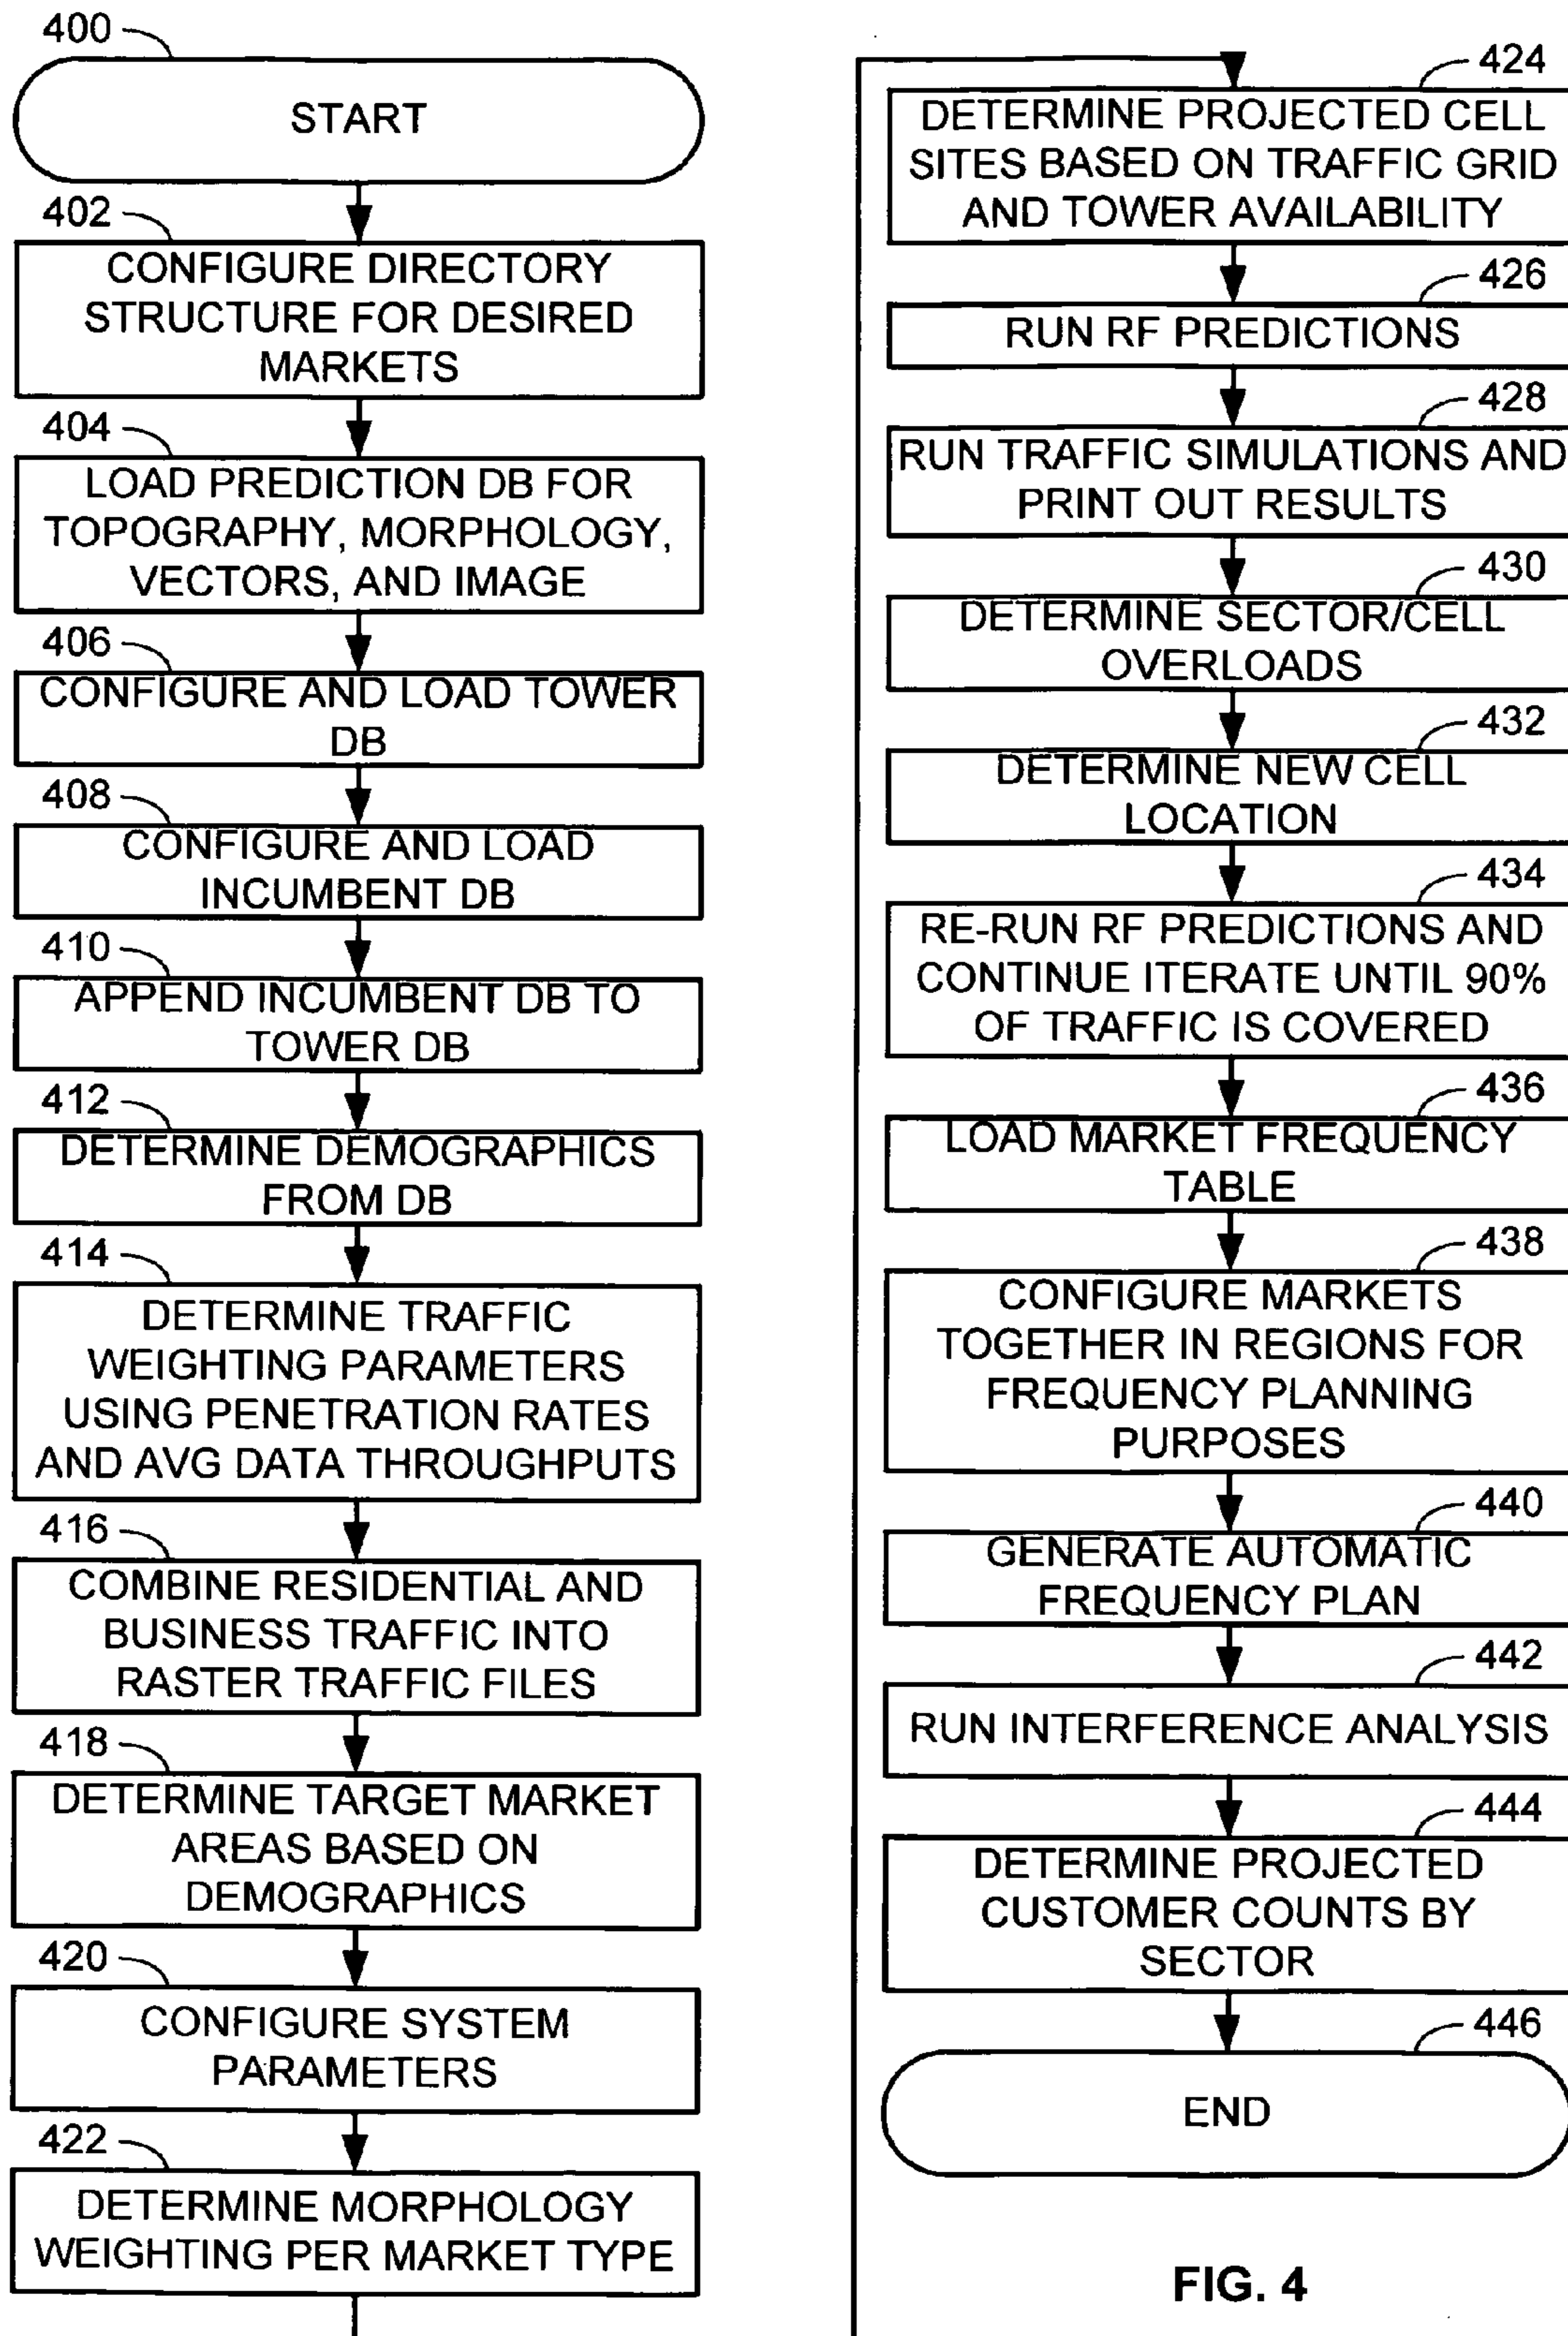 400
START
402
CONFIGURE DIRECTORY
STRUCTURE FOR DESIRED
MARKETS
404
LOAD PREDICTION DB FOR
TOPOGRAPHY, MORPHOLOGY,
VECTORS, AND IMAGE
406
CONFIGURE AND LOAD TOWER
DB
408
CONFIGURE AND LOAD
INCUMBENT DB
410
APPEND INCUMBENT DB TO
TOWER DB
412
DETERMINE DEMOGRAPHICS
FROM DB
414
DETERMINE TRAFFIC
WEIGHTING PARAMETERS
USING PENETRATION RATES
AND AVG DATA THROUGHPUTS
416
COMBINE RESIDENTIAL AND
BUSINESS TRAFFIC INTO
RASTER TRAFFIC FILES
418
DETERMINE TARGET MARKET
AREAS BASED ON
DEMOGRAPHICS
420
CONFIGURE SYSTEM
PARAMETERS
422
DETERMINE MORPHOLOGY
WEIGHTING PER MARKET TYPE
424
DETERMINE PROJECTED CELL
SITES BASED ON TRAFFIC GRID
AND TOWER AVAILABILITY
426
RUN RF PREDICTIONS
428
RUN TRAFFIC SIMULATIONS AND
PRINT OUT RESULTS
430
DETERMINE SECTOR/CELL
OVERLOADS
432
DETERMINE NEW CELL
LOCATION
434
RE-RUN RF PREDICTIONS AND
CONTINUE ITERATE UNTIL 90%
OF TRAFFIC IS COVERED
436
LOAD MARKET FREQUENCY
TABLE
438
CONFIGURE MARKETS
TOGETHER IN REGIONS FOR
FREQUENCY PLANNING
PURPOSES
440
GENERATE AUTOMATIC
FREQUENCY PLAN
442
RUN INTERFERENCE ANALYSIS
444
DETERMINE PROJECTED
CUSTOMER COUNTS BY
SECTOR
446
END
FIG. 4